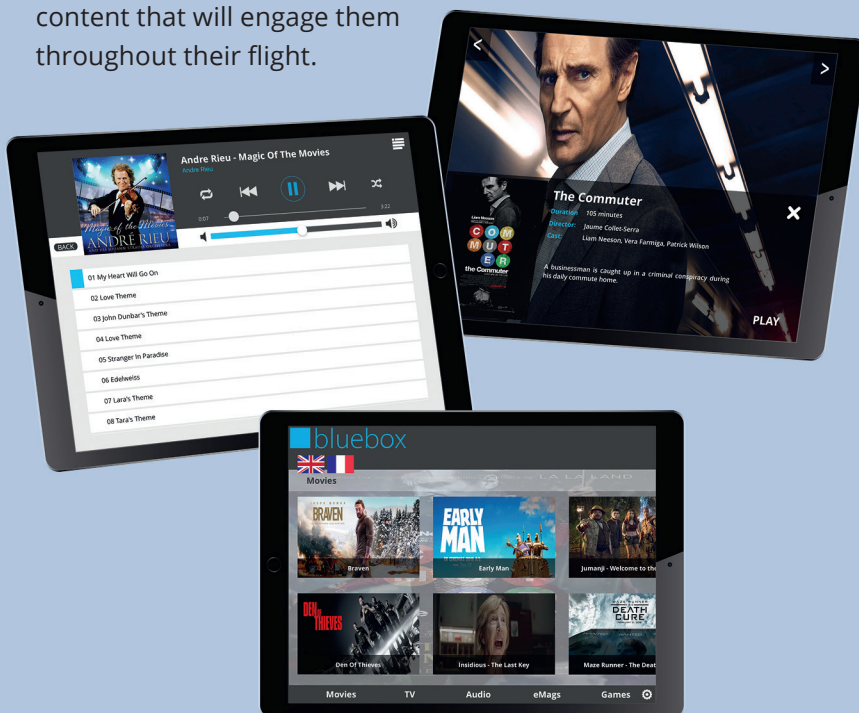 content that will engage them
throughout their flight.
Andre Rieu - Magic Of The Movies
Andre Rieu
0:07
3:22
Magic of the Movies
ANDRÉ RIEU
BACK
01 My Heart Will Go On
02 Love Theme
03 John Dunbar's Theme
04 Love Theme
05 Stranger In Paradise
06 Edelweiss
07 Lara's Theme
08 Tara's Theme
The Commuter
Duration 105 minutes
Director: Jaume Collet-Serra
Cast: Liam Neeson, Vera Farmiga, Patrick Wilson
A businessman is caught up in a criminal conspiracy during
his daily commute home.
PLAY
Liam Neeson
COM
MUT
ER
the Commuter
bluebox
Movies
LA LA LAND
BRAVEN
Braven
EARLY
MAN
Early Man
Jumanji - Welcome to the
DEN OF
THIEVES
Den Of Thieves
Insidious - The Last Key
MAZE RUNNER
DEATH
CURE
Maze Runner - The Deat
Movies
TV
Audio
eMags
Games